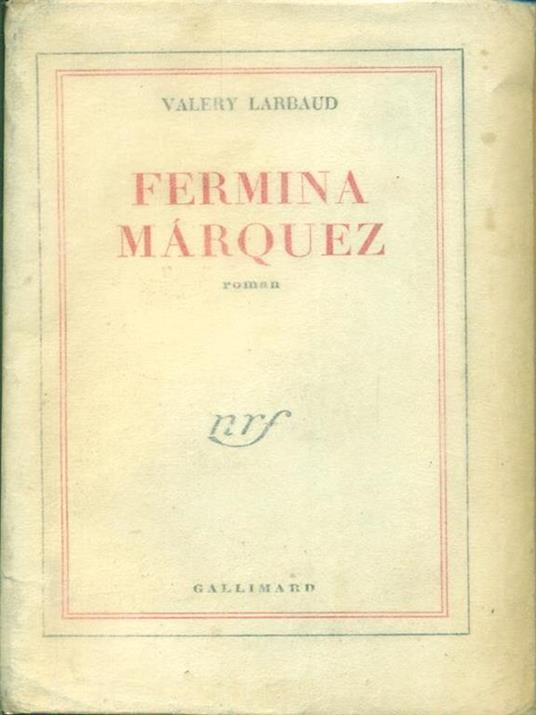 VALERY LARBAUD
FERMINA
MÁRQUEZ
roman
nrf
GALLIMARD